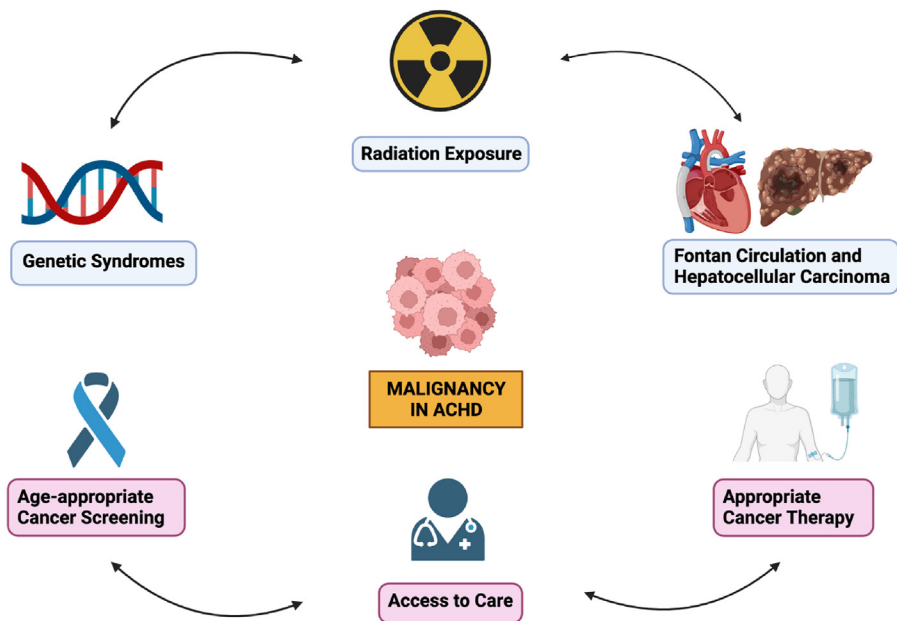 Radiation Exposure
Genetic Syndromes
Fontan Circulation and
Hepatocellular Carcinoma
MALIGNANCY
IN ACHD
Age-appropriate
Cancer Screening
Appropriate
Cancer Therapy
Access to Care